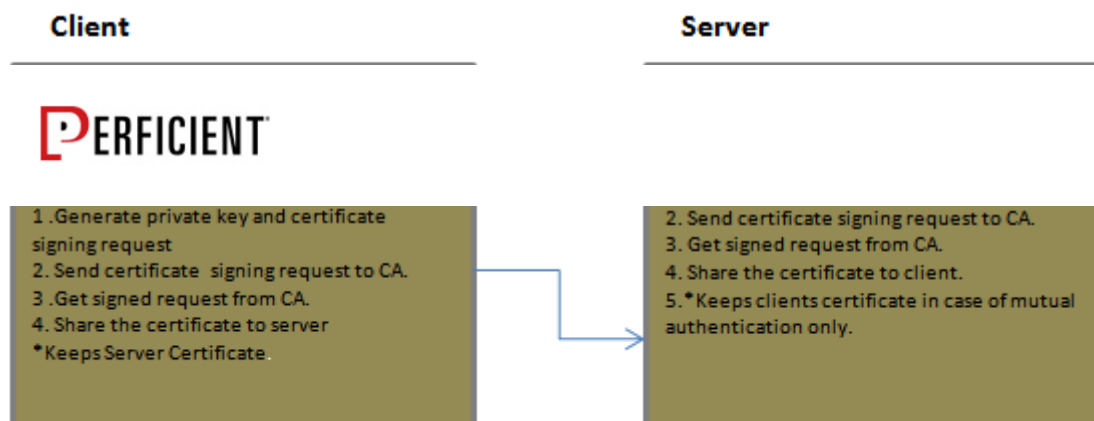 Client
Server
PERFICIENT
1 .Generate private key and certificate
signing request
2. Send certificate  signing request to CA.
3 .Get signed request from CA.
4. Share the certificate to server
*Keeps Server Certificate.
2. Send certificate signing request to CA.
3. Get signed request from CA.
4. Share the certificate to client.
5.*Keeps clients certificate in case of mutual
authentication only.